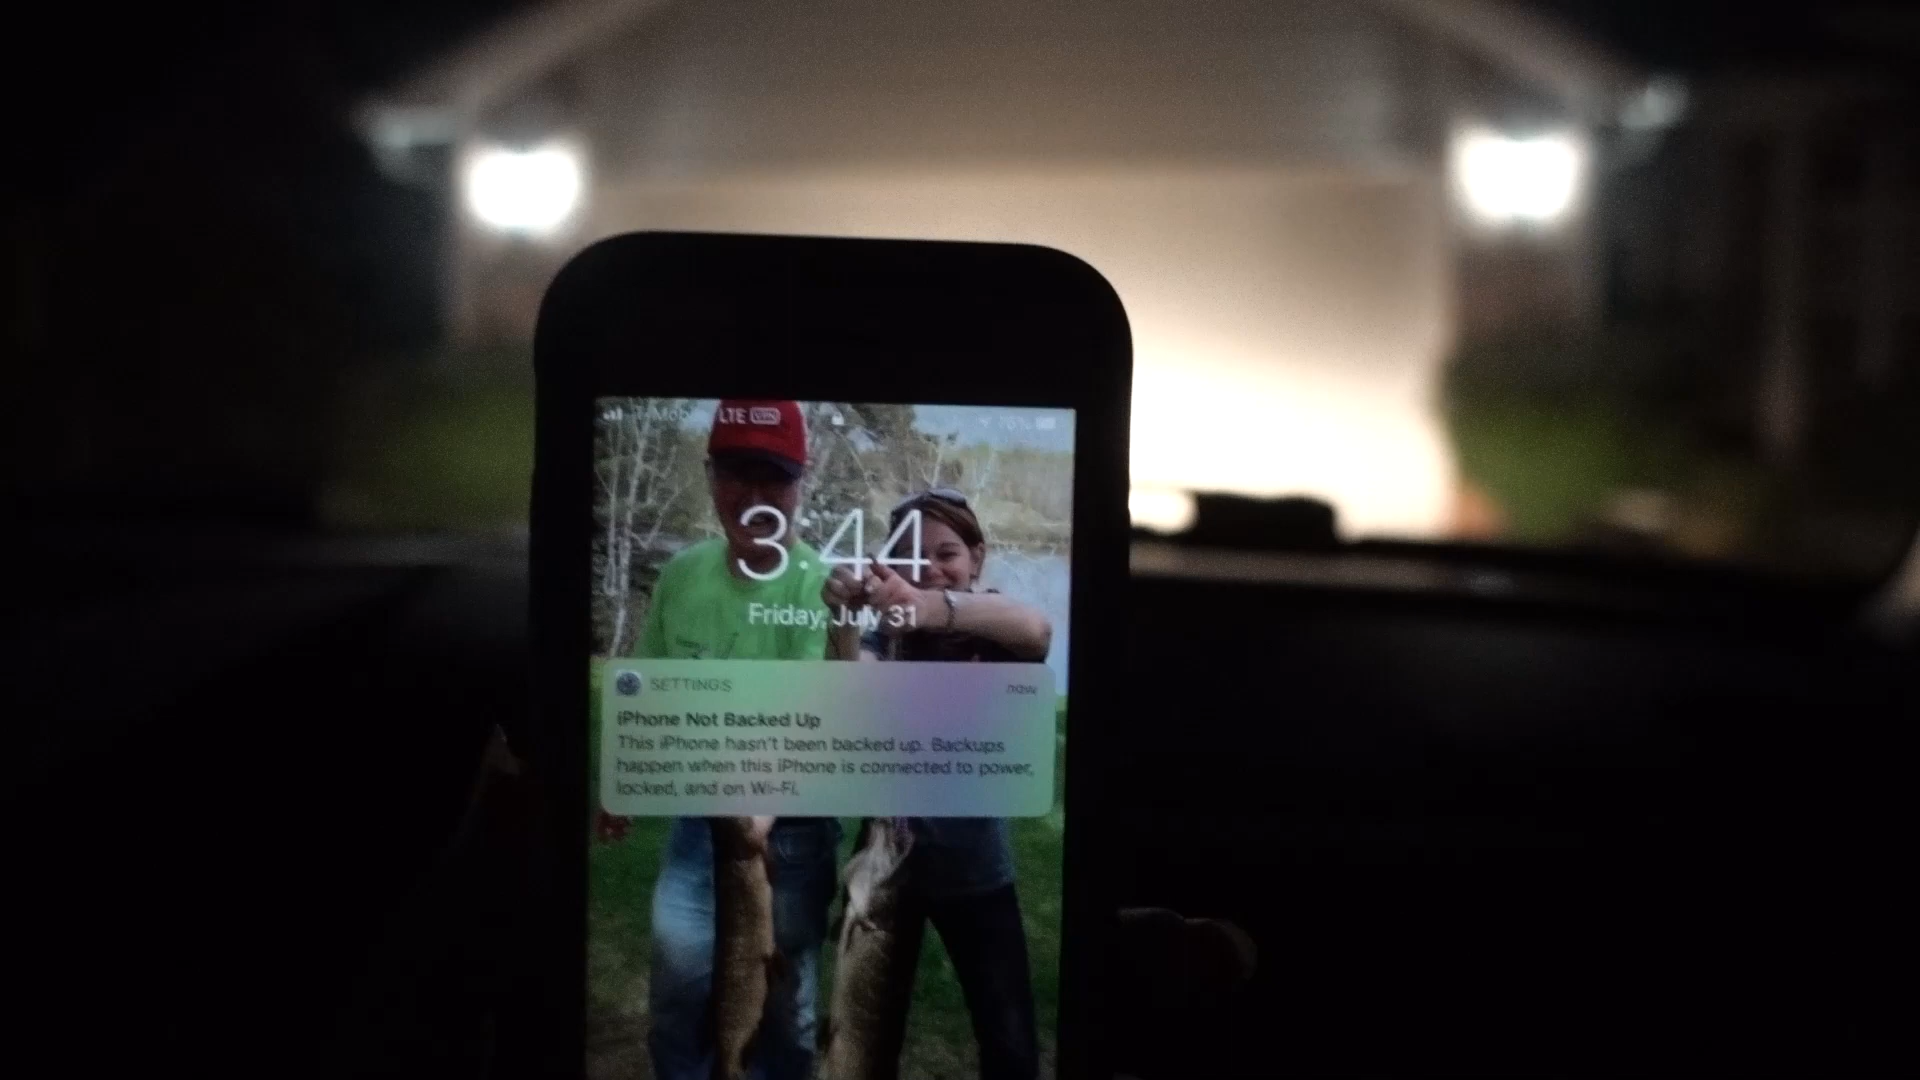 LTE VPN
3:44
Friday, July 31
SETTINGS now
iPhone Not Backed Up
This iPhone hasn't been backed up. Backups
happen when this iPhone is connected to power,
locked, and on Wi-Fi.